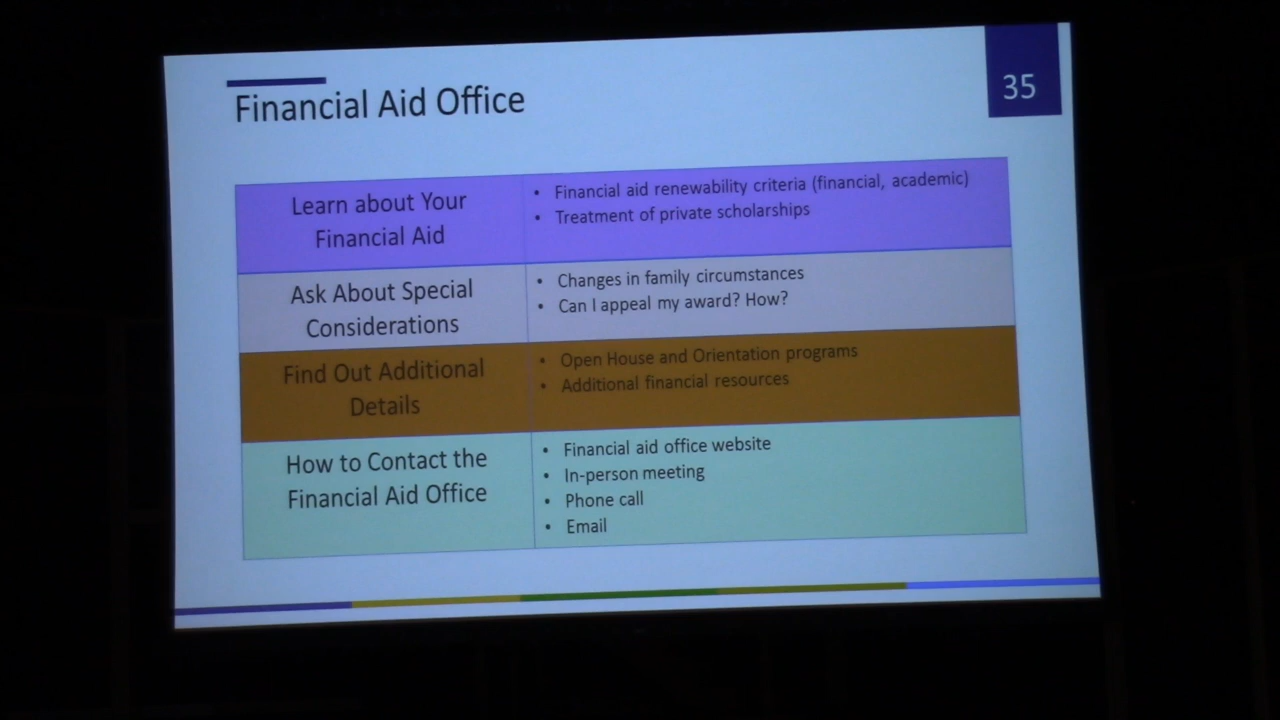 35
Financial Aid Office
Learn about Your
Financial Aid
• Financial aid renewability criteria (financial, academic)
• Treatment of private scholarships
Ask About Special
Considerations
• Changes in family circumstances
• Can I appeal my award? How?
Find Out Additional
Details
• Open House and Orientation programs
• Additional financial resources
How to Contact the
Financial Aid Office
• Financial aid office website
• In-person meeting
• Phone call
• Email